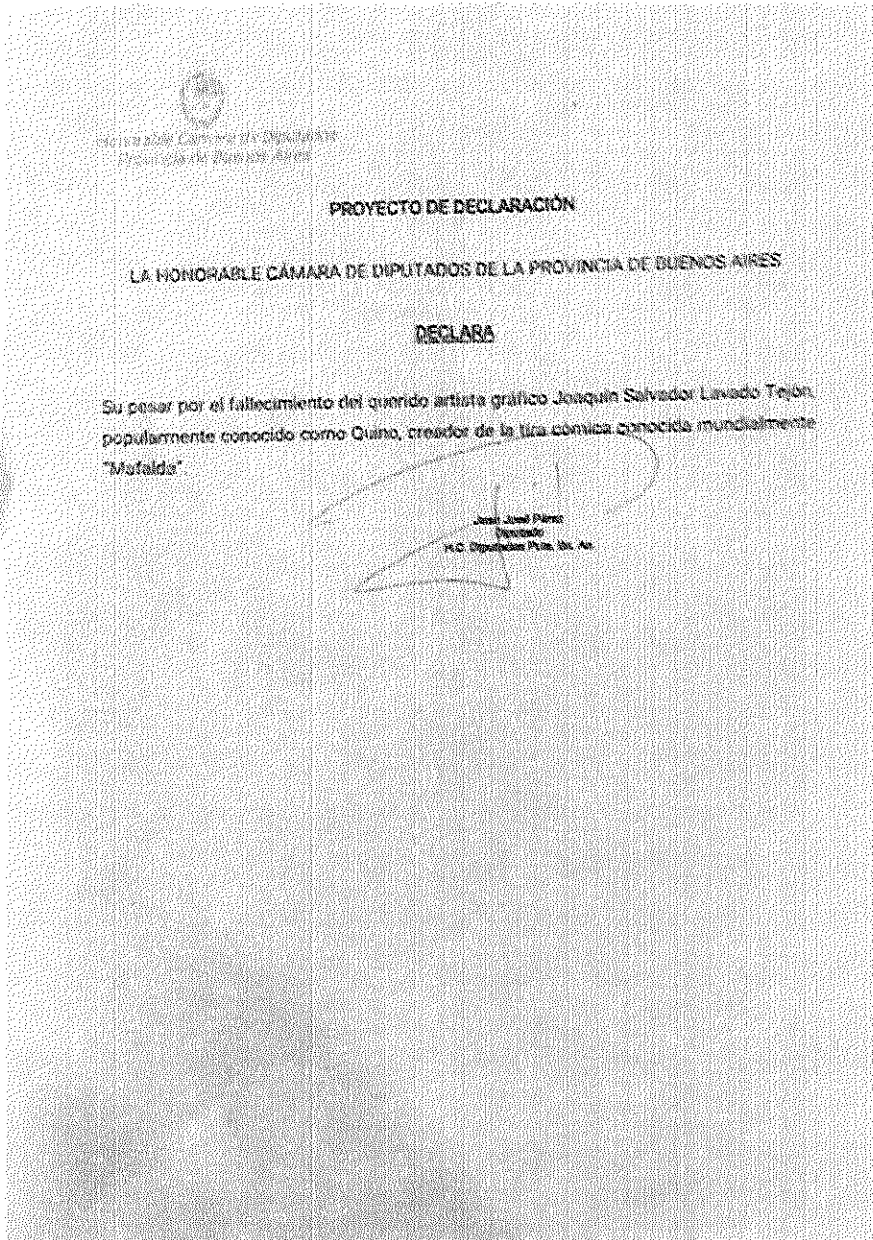 Honorable Cámara de Diputados
Provincia de Buenos Aires
PROYECTO DE DECLARACIÓN
LA HONORABLE CÁMARA DE DIPUTADOS DE LA PROVINCIA DE BUENOS AIRES
DECLARA
Su pesar por el fallecimiento del querido artista gráfico Joaquín Salvador Lavado Tejón,
popularmente conocido como Quino, creador de la tira cómica conocida mundialmente
"Mafalda".
José Pérez
Diputado
H.C. Diputados Pcia. Bs. As.